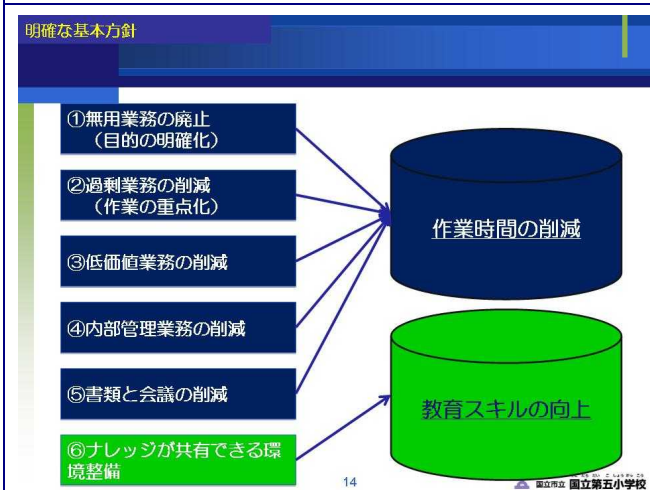 明確な基本方針
①無用業務の廃止
(目的の明確化)
②過剰業務の削減
(作業の重点化)
③低価値業務の削減
④内部管理業務の削減
⑤書類と会議の削減
⑥ナレッジが共有できる環
境整備
作業時間の削減
教育スキルの向上
14
国立市立 国立第五小学校